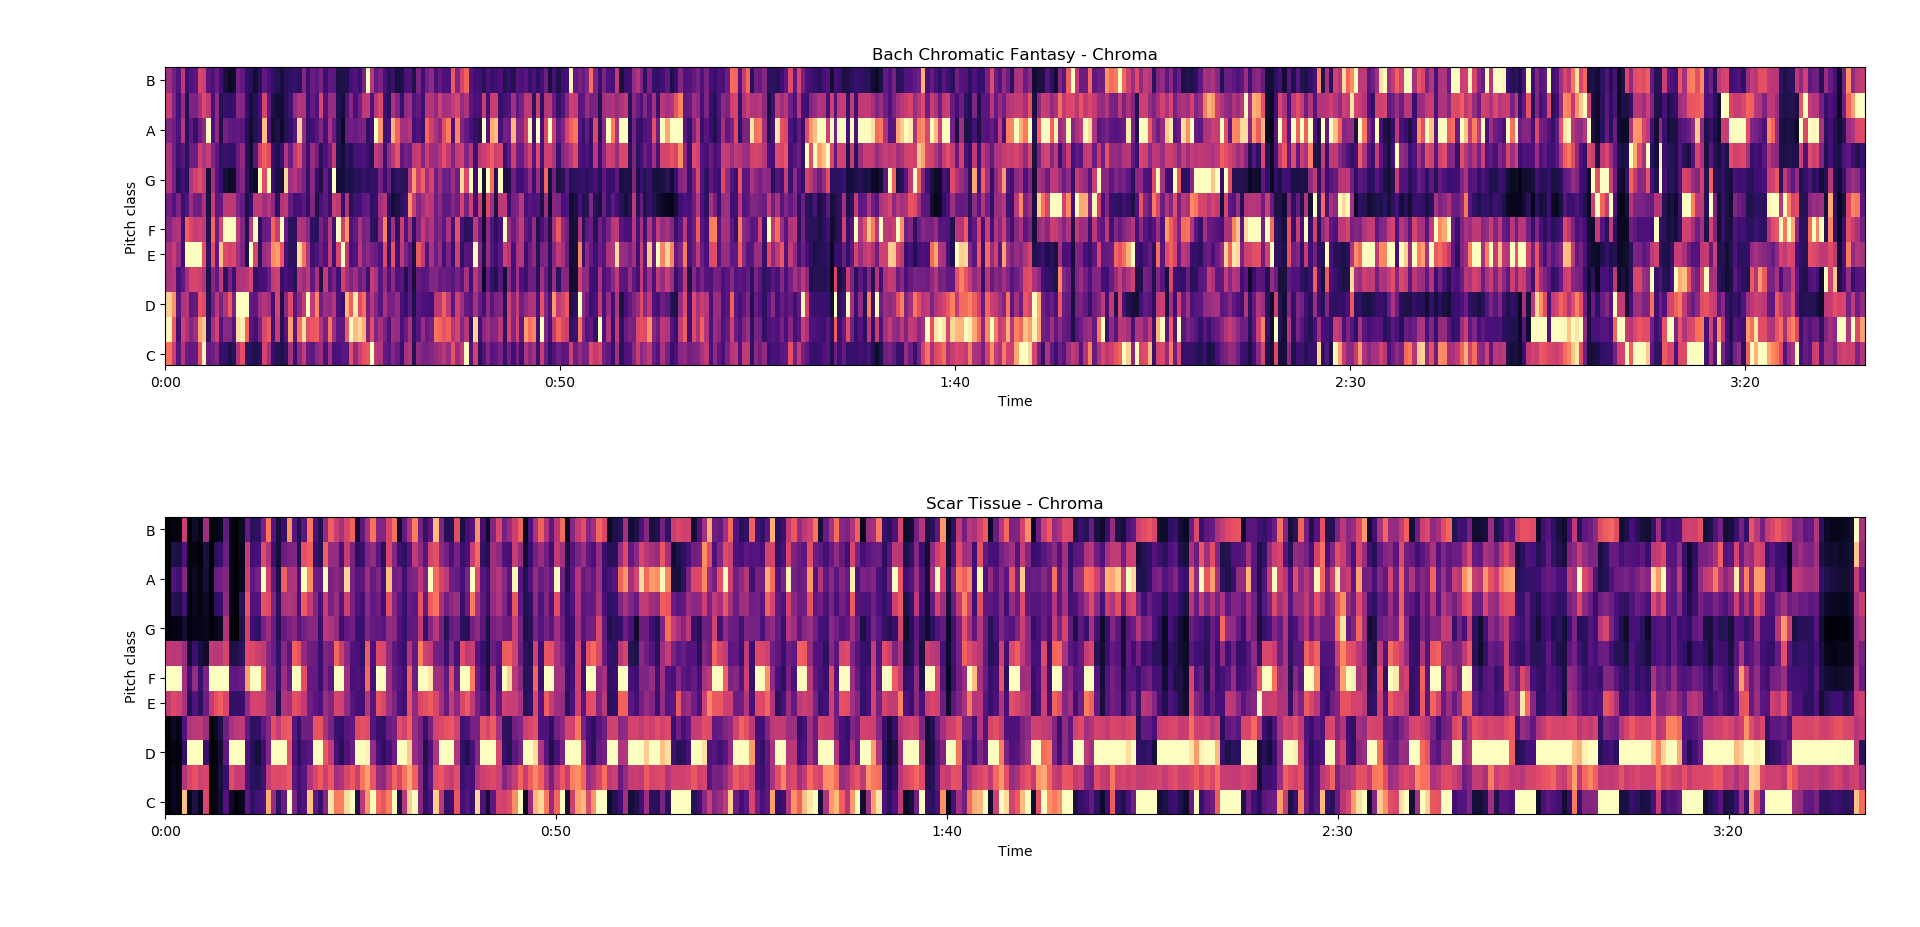 Bach Chromatic Fantasy - Chroma
Pitch class
B
A
G
F
E
D
C
0:00 0:50 1:40 2:30 3:20
Time
Scar Tissue - Chroma
Pitch class
B
A
G
F
E
D
C
0:00 0:50 1:40 2:30 3:20
Time